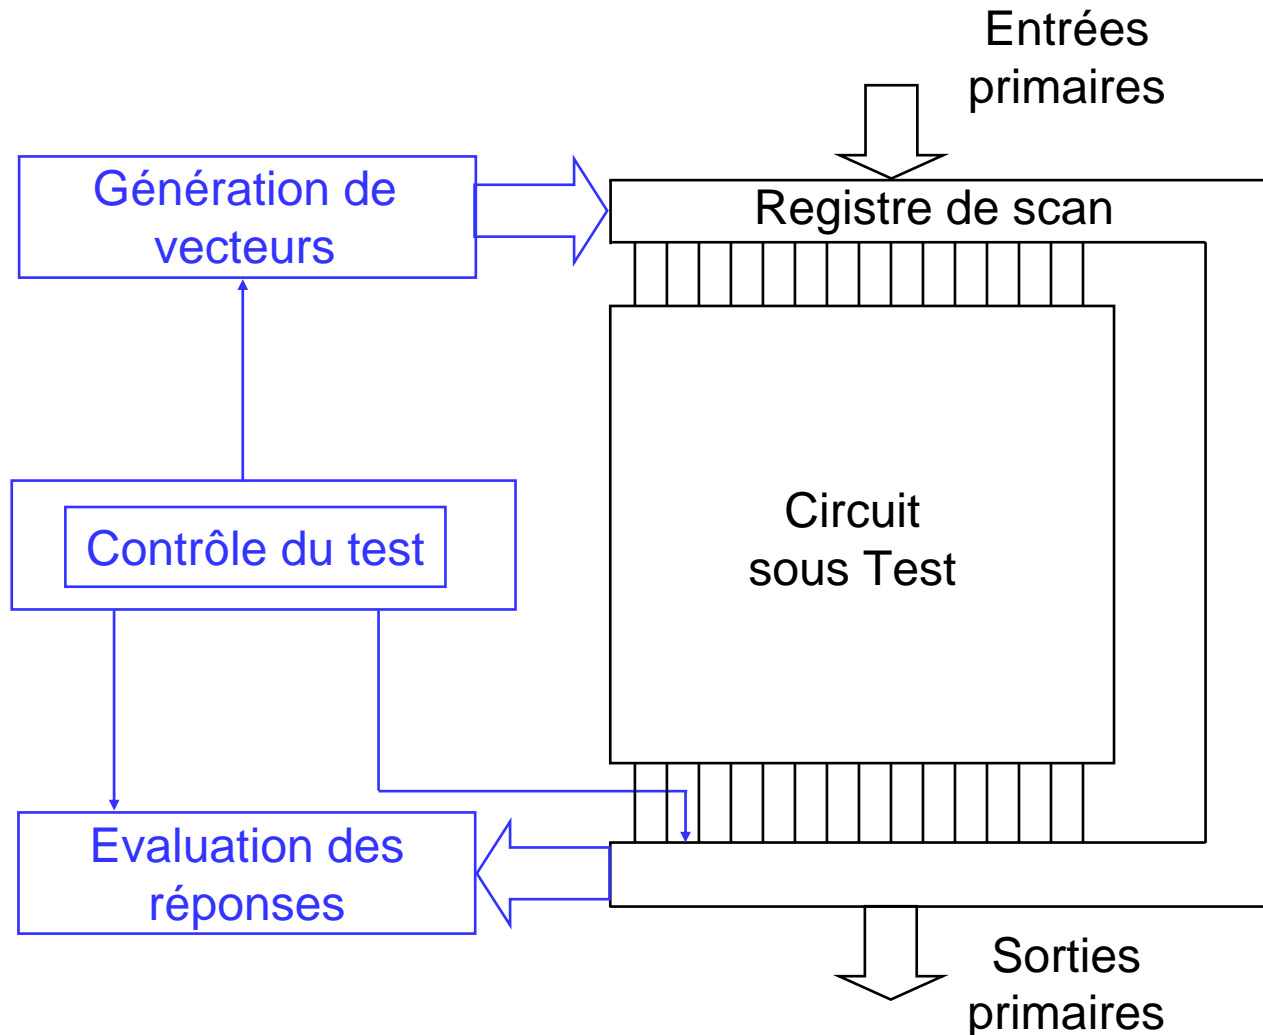 Entrées
primaires
Génération de
vecteurs
Registre de scan
Contrôle du test
Circuit
sous Test
Evaluation des
réponses
Sorties
primaires